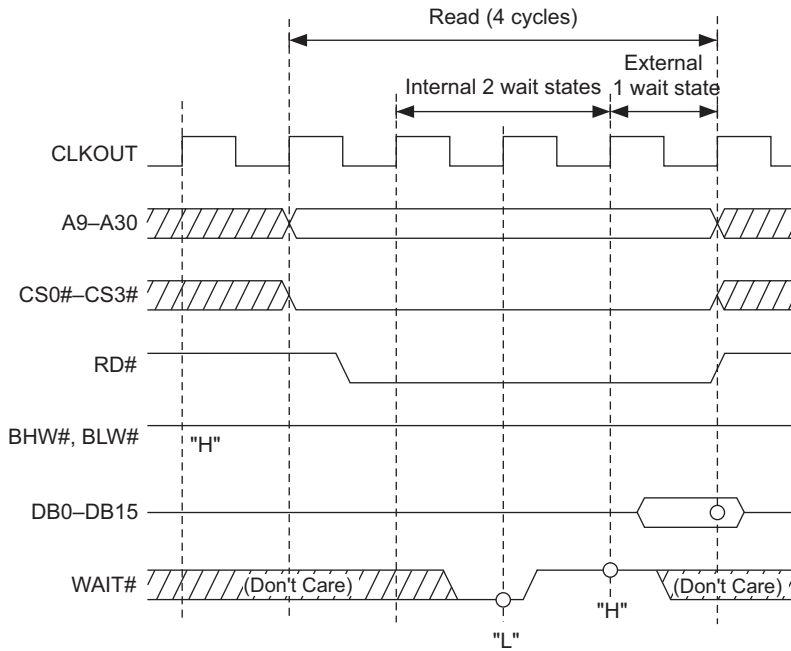 Read (4 cycles)
External
Internal 2 wait states
1 wait state
CLKOUT
A9–A30
CS0#–CS3#
RD#
BHW#, BLW#
"H"
DB0–DB15
WAIT#
(Don't Care)
(Don't Care)
"H"
"L"